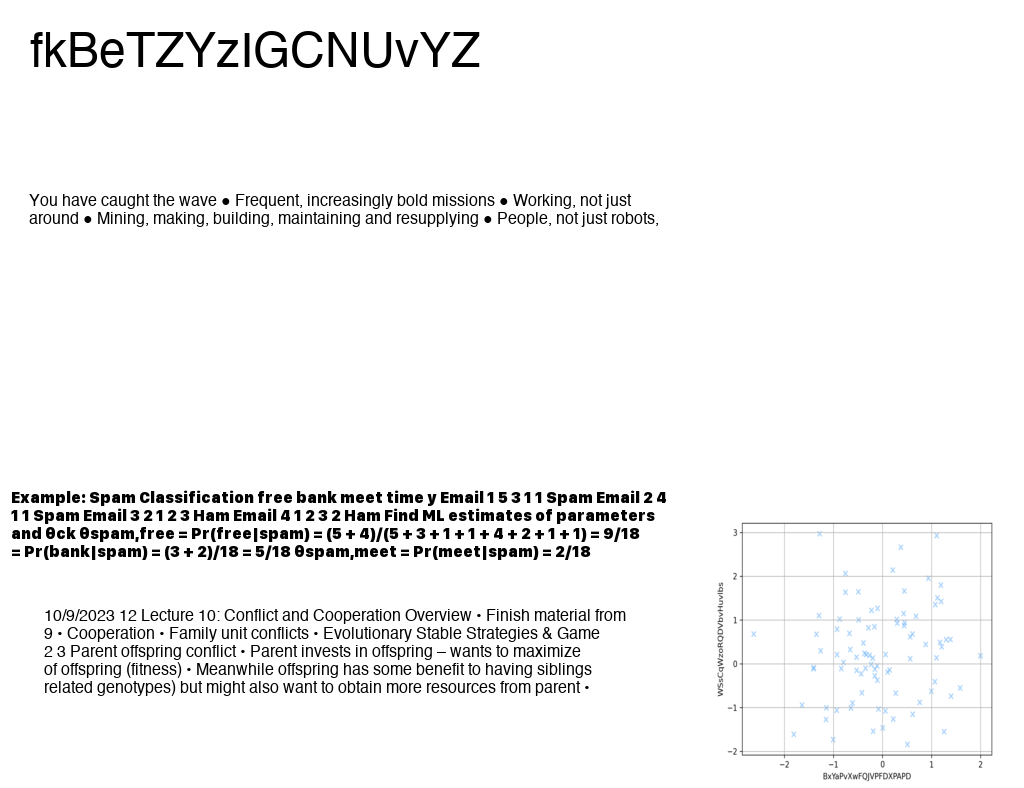 fkBeTZYzIGCNUvYZ
You have caught the wave ● Frequent, increasingly bold missions ● Working, not just
around ● Mining, making, building, maintaining and resupplying ● People, not just robots,
Example: Spam Classification free bank meet time y Email 1 5 3 1 1 Spam Email 2 4
1 1 Spam Email 3 2 1 2 3 Ham Email 4 1 2 3 2 Ham Find ML estimates of parameters
and θck θspam,free = Pr(free|spam) = (5 + 4)/(5 + 3 + 1 + 1 + 4 + 2 + 1 + 1) = 9/18
= Pr(bank|spam) = (3 + 2)/18 = 5/18 θspam,meet = Pr(meet|spam) = 2/18
10/9/2023 12 Lecture 10: Conflict and Cooperation Overview • Finish material from
9 • Cooperation • Family unit conflicts • Evolutionary Stable Strategies & Game
2 3 Parent offspring conflict • Parent invests in offspring – wants to maximize
of offspring (fitness) • Meanwhile offspring has some benefit to having siblings
related genotypes) but might also want to obtain more resources from parent •
WSsCqWzoRQDVbvHuvlbs
3
2
1
0
−1
−2
−2 −1 0 1 2
BxYaPvXwFQJVPFDXPAPD